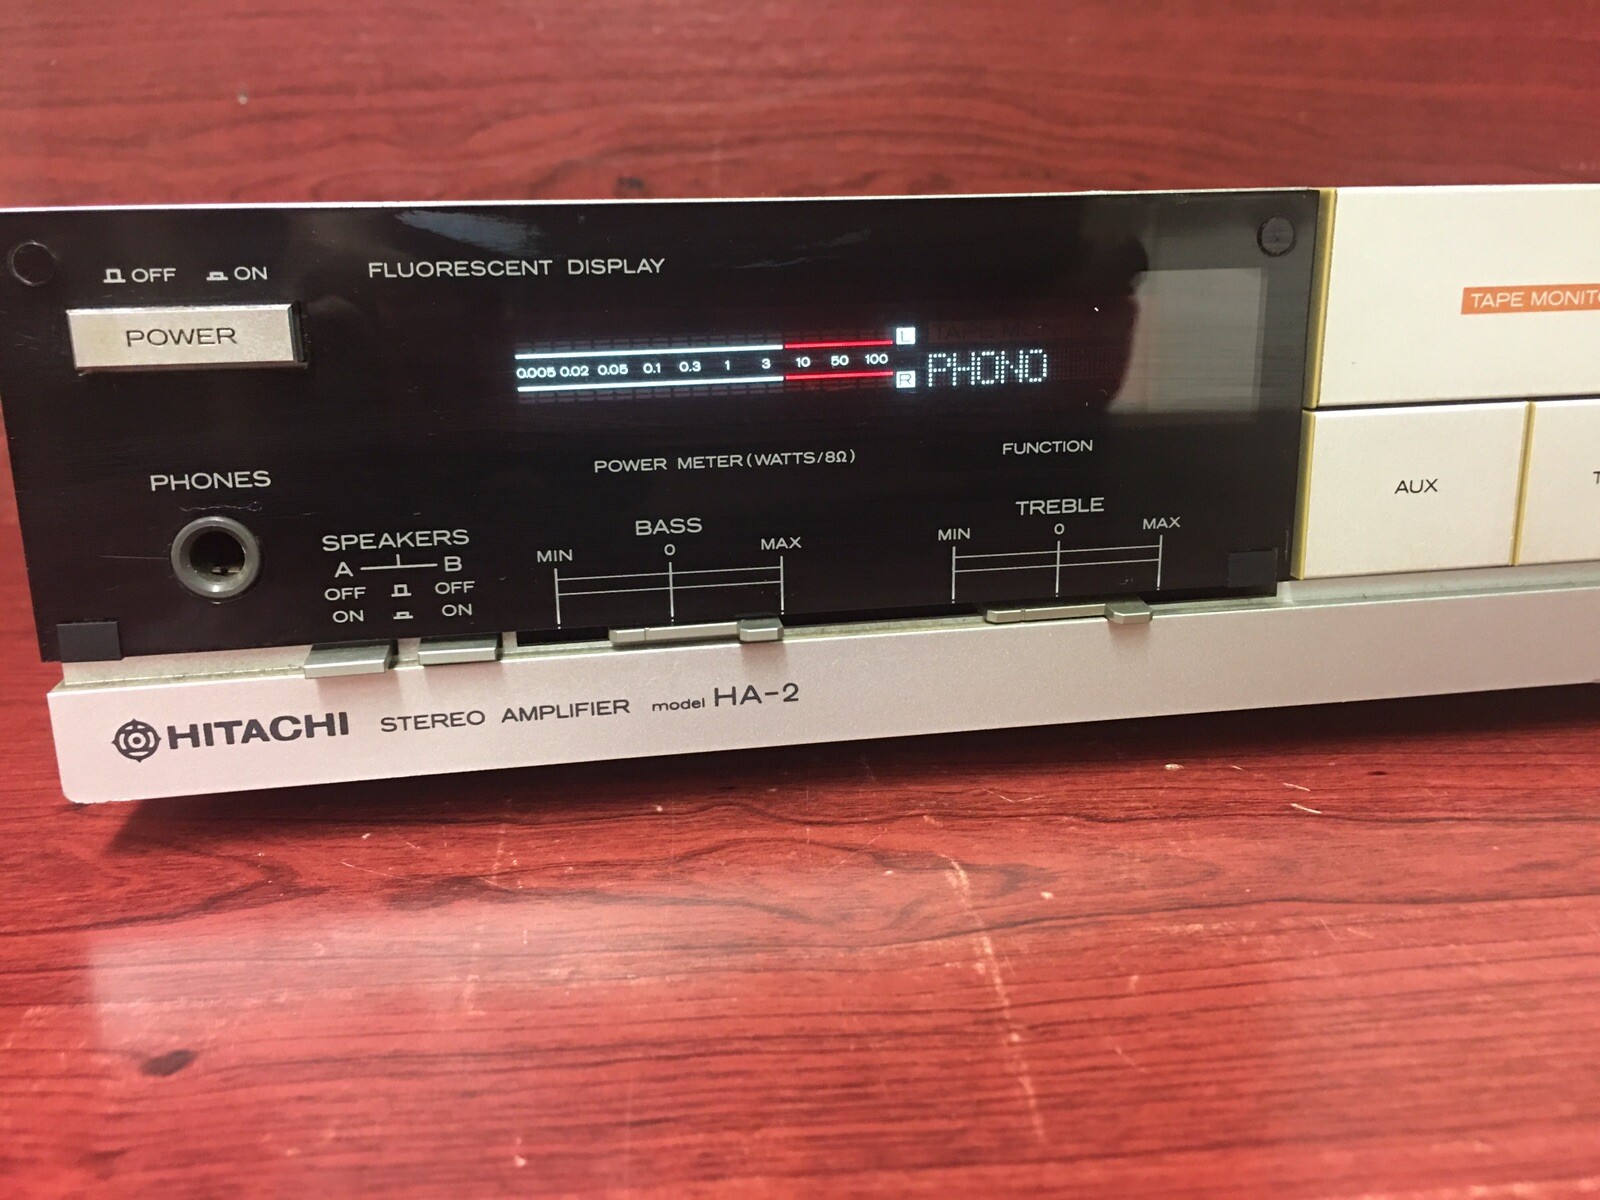 OFF ON
POWER
FLUORESCENT DISPLAY
L
0.005 0.02 0.05 0.1 0.3 1 3 10 50 100
R
TAPE
PHONO
POWER METER (WATTS/8Ω)
FUNCTION
PHONES
SPEAKERS
A B
OFF OFF
ON ON
BASS
MIN 0 MAX
TREBLE
MIN 0 MAX
TAPE
AUX
HITACHI STEREO AMPLIFIER model HA-2